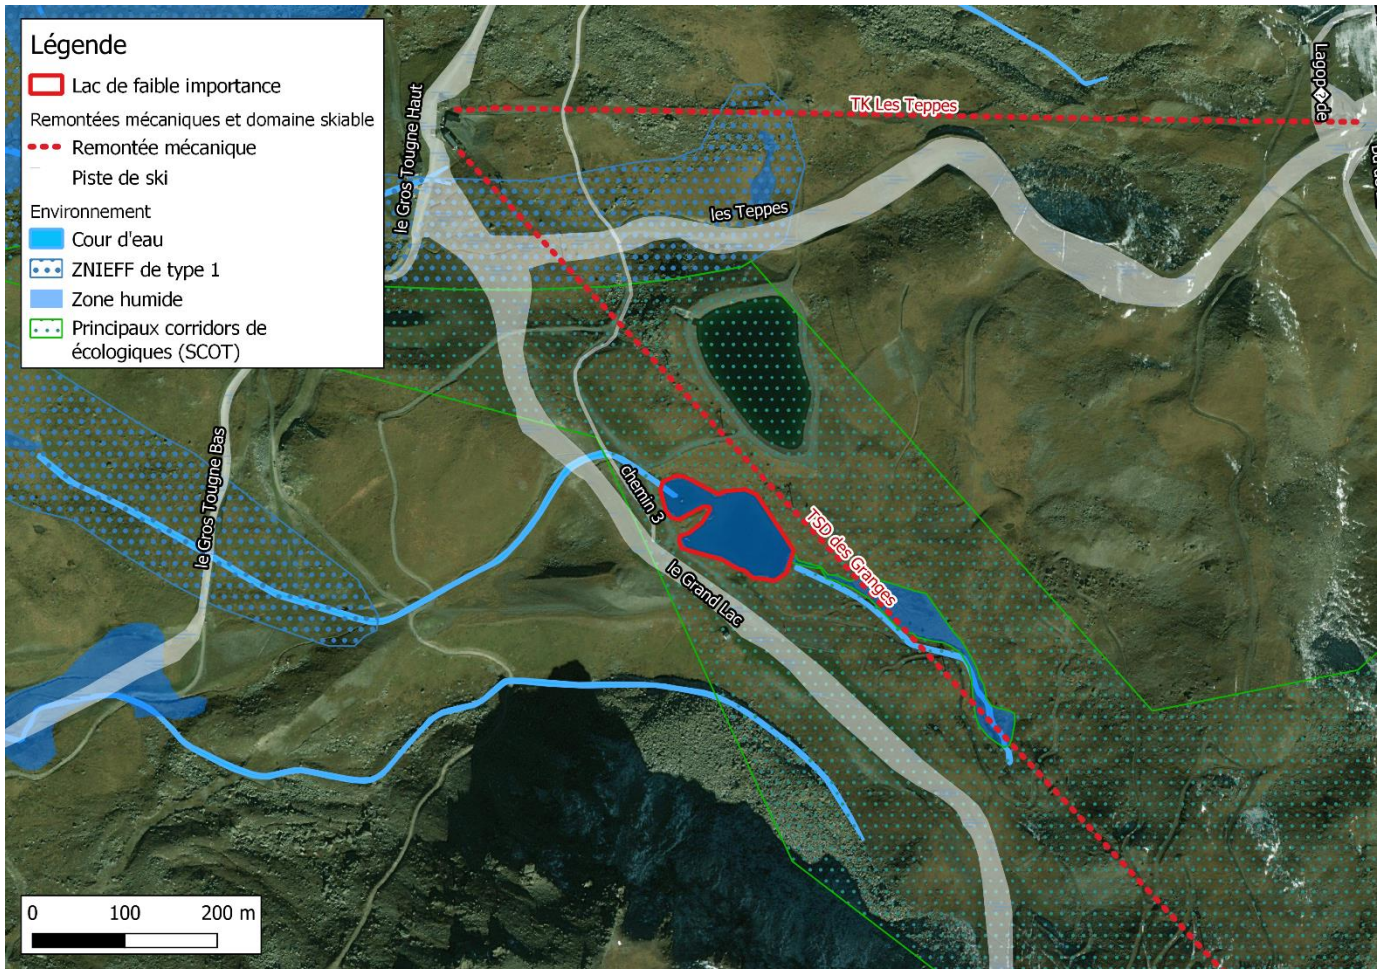 Légende
Lac de faible importance
Remontées mécaniques et domaine skiable
Remontée mécanique
Piste de ski
Environnement
Cour d'eau
ZNIEFF de type 1
Zone humide
Principaux corridors de
écologiques (SCOT)
le Gros Tougne Haut
TK Les Teppes
les Teppes
le Gros Tougne Bas
chemin 3
le Grand Lac
TSD des Granges
0 100 200 m